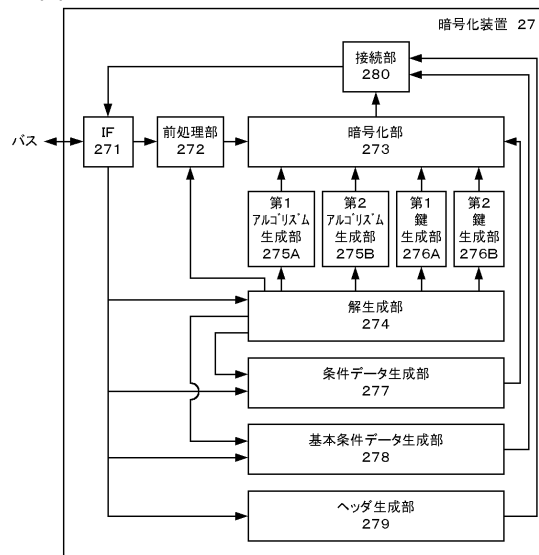 暗号化装置 27
接続部
280
バス
IF
271
前処理部
272
暗号化部
273
第1
アルゴリズム
生成部
275A
第2
アルゴリズム
生成部
275B
第1
鍵
生成部
276A
第2
鍵
生成部
276B
解生成部
274
条件データ生成部
277
基本条件データ生成部
278
ヘッダ生成部
279